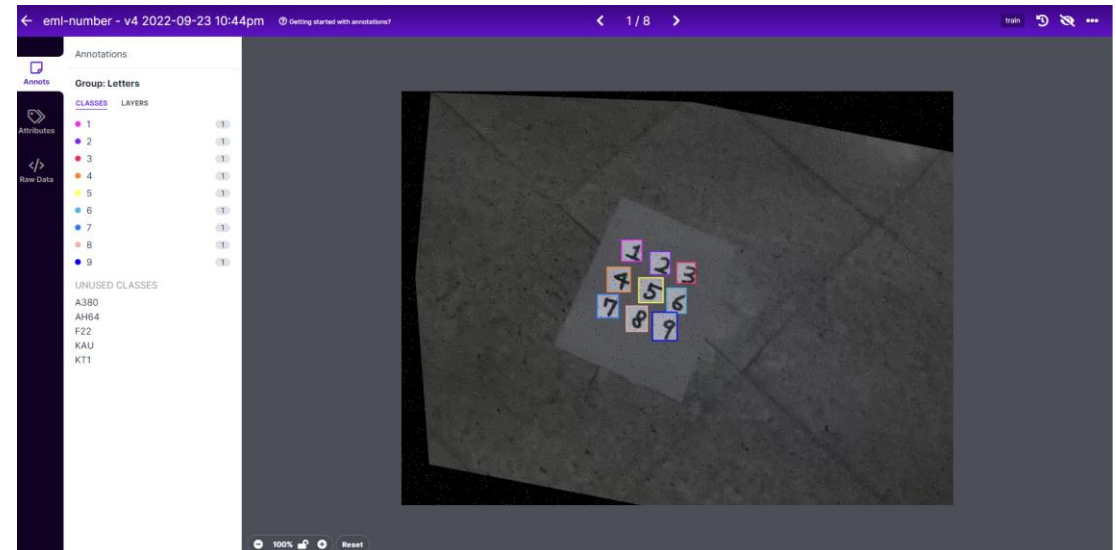 ← eml-number - v4 2022-09-23 10:44pm ? Getting started with annotations? < 1 / 8 > train •••
Annots
Attributes
</> Raw Data
Annotations
Group: Letters
CLASSES LAYERS
1 1
2 1
3 1
4 1
5 1
6 1
7 1
8 1
9 1
UNUSED CLASSES
A380
AH64
F22
KAU
KT1
1 2 3
4 5 6
7 8 9
100% Reset